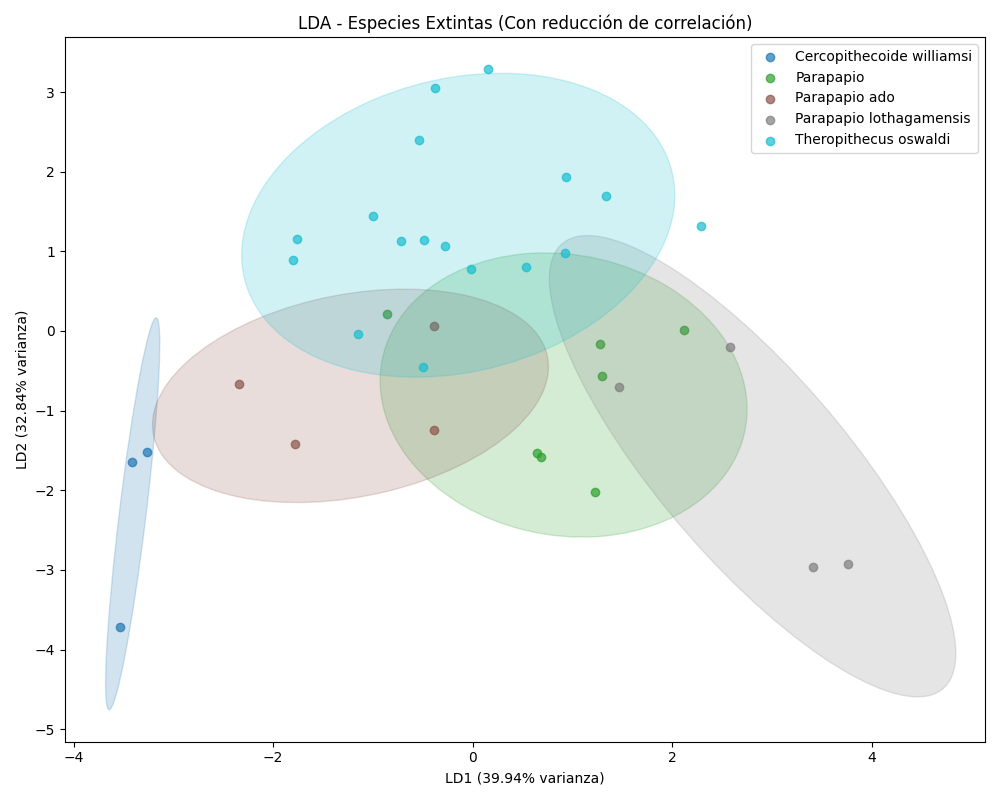 LDA - Especies Extintas (Con reducción de correlación)
Cercopithecoide williamsi
Parapapio
Parapapio ado
Parapapio lothagamensis
Theropithecus oswaldi
LD2 (32.84% varianza)
3
2
1
0
−1
−2
−3
−4
−5
−4
−2
0
2
4
LD1 (39.94% varianza)